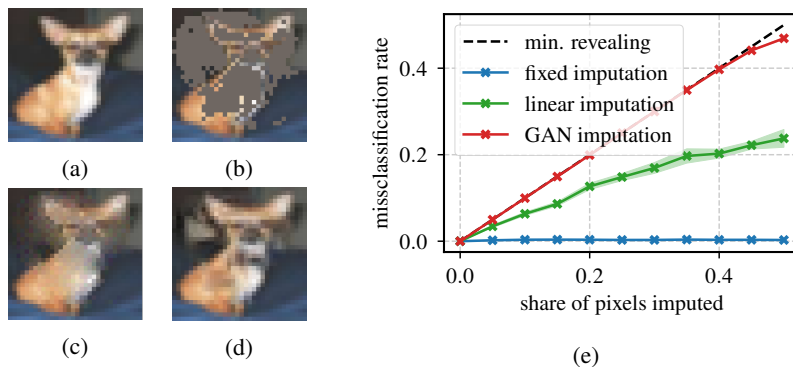 (a)
(b)
(c)
(d)
missclassification rate
0.4
0.2
0.0
min. revealing
fixed imputation
linear imputation
GAN imputation
0.0
0.2
0.4
share of pixels imputed
(e)